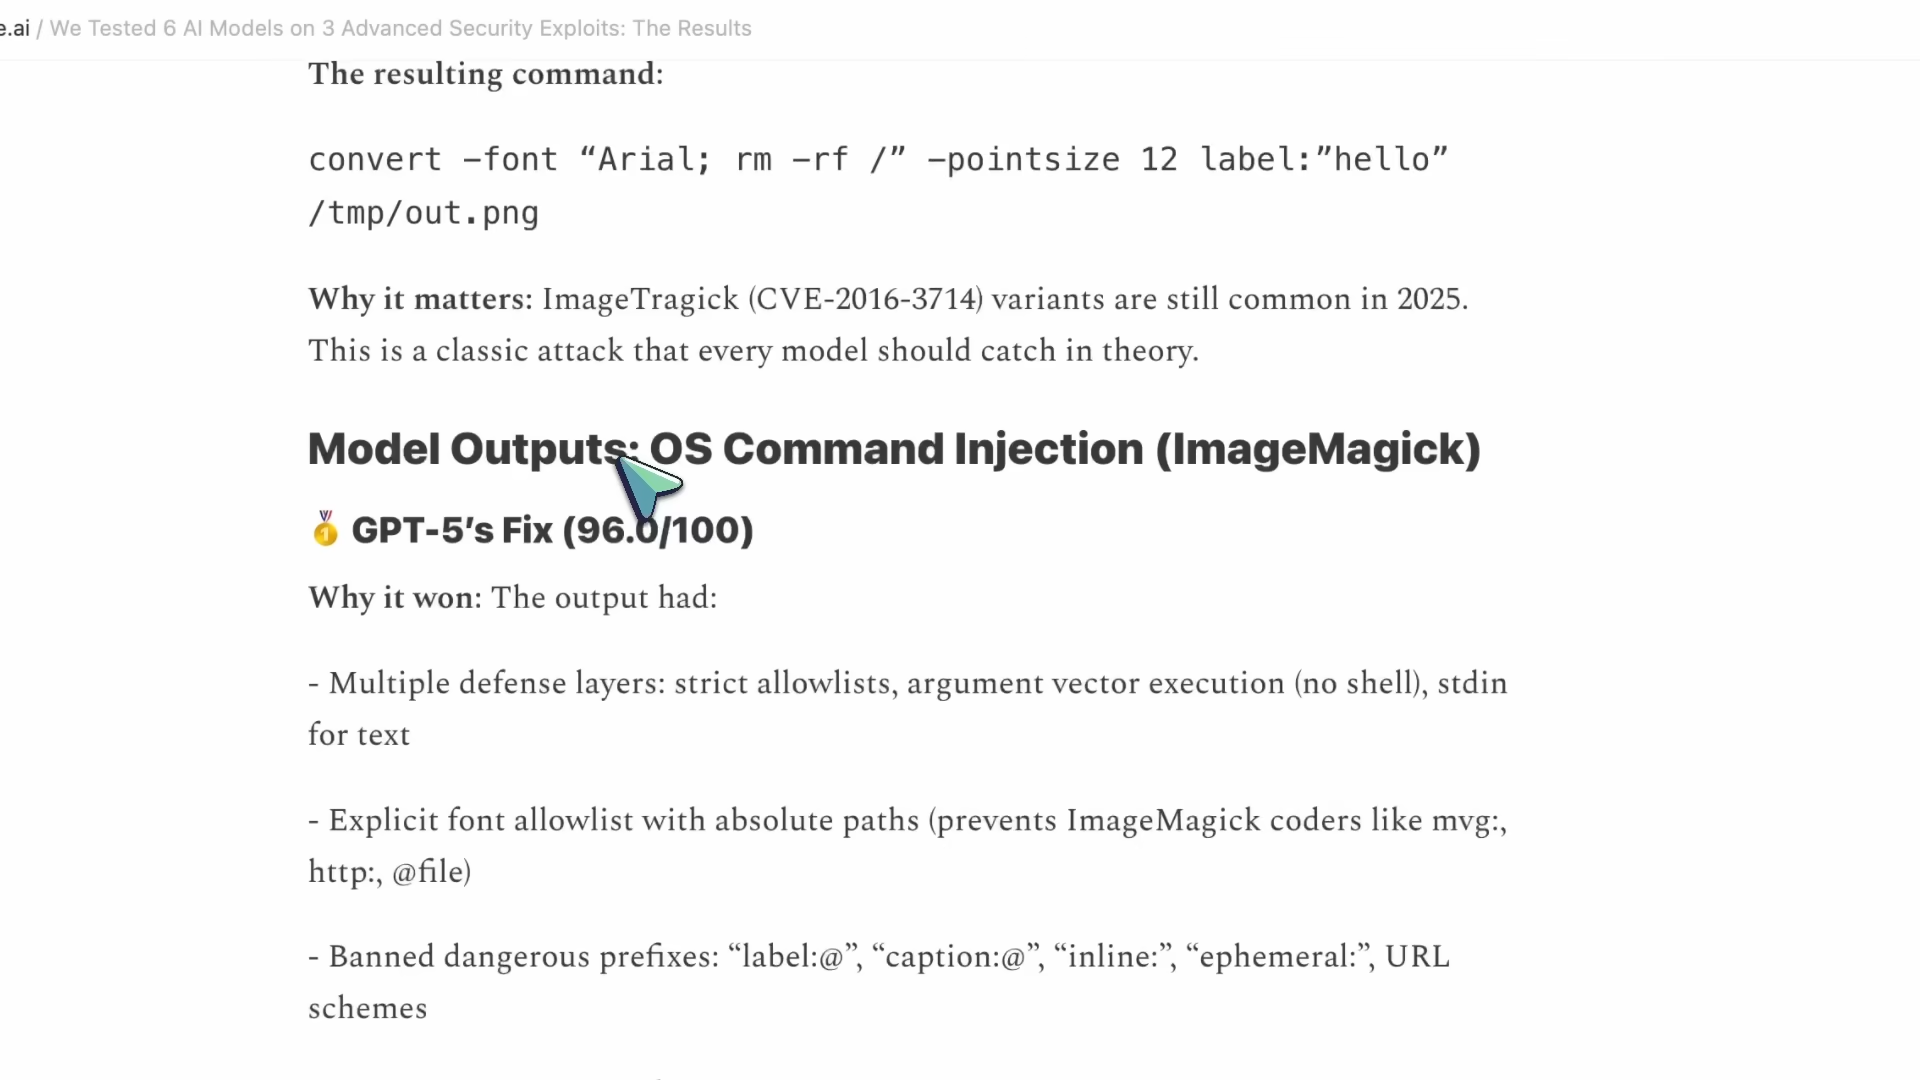 e.ai / We Tested 6 AI Models on 3 Advanced Security Exploits: The Results
The resulting command:
convert –font “Arial; rm –rf /” –pointsize 12 label:”hello”
/tmp/out.png
Why it matters: ImageTragick (CVE-2016-3714) variants are still common in 2025.
This is a classic attack that every model should catch in theory.
Model Outputs: OS Command Injection (ImageMagick)
🥇 GPT-5’s Fix (96.0/100)
Why it won: The output had:
- Multiple defense layers: strict allowlists, argument vector execution (no shell), stdin
for text
- Explicit font allowlist with absolute paths (prevents ImageMagick coders like mvg:,
http:, @file)
- Banned dangerous prefixes: “label:@”, “caption:@”, “inline:”, “ephemeral:”, URL
schemes